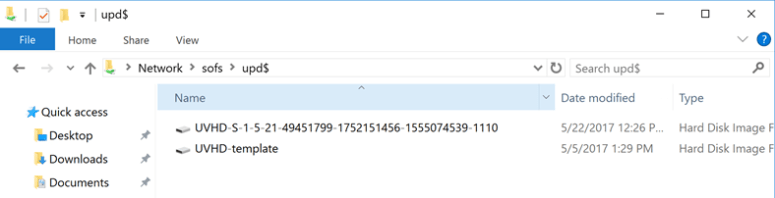 upd$
File Home Share View
Network > sofs > upd$ Search upd$
Name Date modified Type
Quick access
UVHD-S-1-5-21-49451799-1752151456-1555074539-1110 5/22/2017 12:26 P... Hard Disk Image F
Desktop
UVHD-template 5/5/2017 1:29 PM Hard Disk Image F
Downloads
Documents